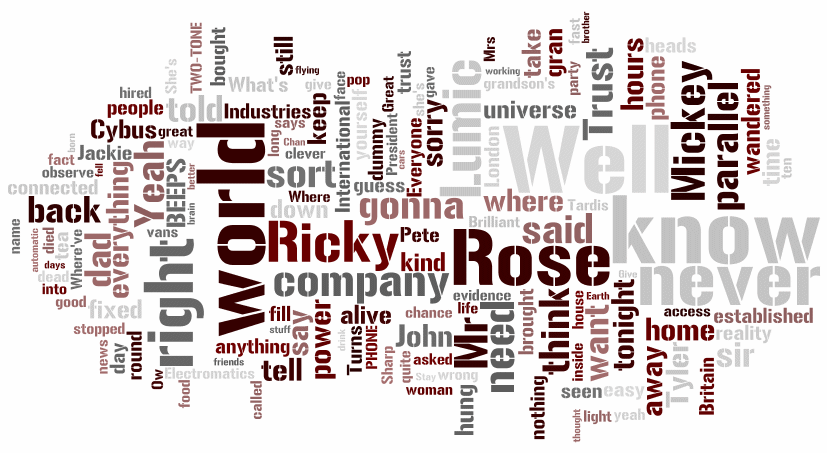 still
flying
Mrs
fast
brother
take
gran
Trust
hours
heads
TWO-TONE
bought
She's
What's
give
face
pop
Great
trust
gave
she's
working
grandson's
party
phone
Mickey
parallel
wandered
something
hired
people
told
Industries
keep
International
yourself
dummy
President
cars
Everyone
sorry
Lumic
universe
London
Well
time
ten
born
Cybus
great
way
long
says
Chan
clever
fact
Jackie
Yeah
BEEPS
better
brain
world
sort
guess
Where
down
gonna
where
Tardis
observe
fell
connected
back
dad
everything
vans
right
Ricky
Pete
kind
Rose
Brilliant
said
know
never
name
automatic
died
days
dead
tea
Where've
into
good
fixed
company
evidence
life
Give
Earth
house
inside
stopped
news
day
round
Ow
anything
friends
fill
stuff
say
power
alive
drink
Turns
PHONE
John
chance
Mr
need
brought
think
want
tonight
home
access
established
reality
sir
Electromatics
food
called
tell
Sharp
quite
asked
Stay
wrong
woman
hung
nothing
seen
easy
thought
light
yeah
away
Tyler
Britain